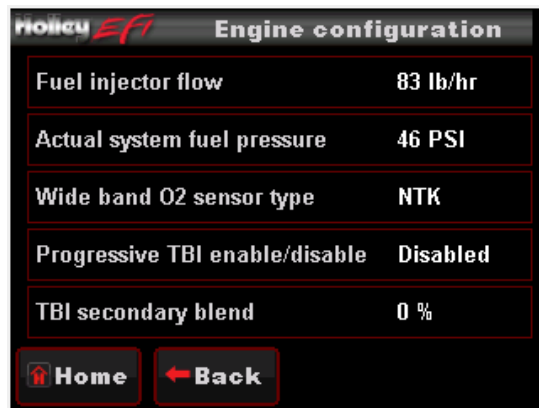 Holley EFI Engine configuration
Fuel injector flow 83 lb/hr
Actual system fuel pressure 46 PSI
Wide band O2 sensor type NTK
Progressive TBI enable/disable Disabled
TBI secondary blend 0 %
Home Back